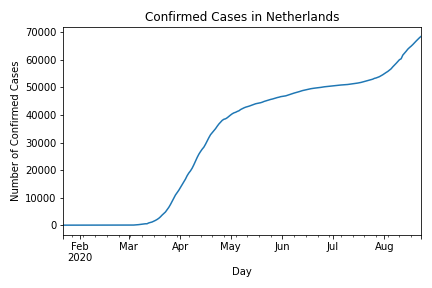 Confirmed Cases in Netherlands
70000
60000
50000
40000
30000
20000
10000
0
Number of Confirmed Cases
Feb
2020
Mar
Apr
May
Jun
Jul
Aug
Day